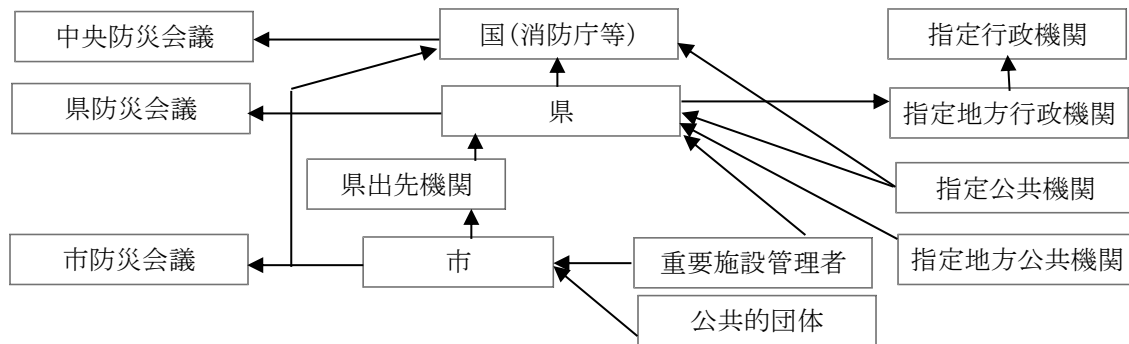 中央防災会議
国(消防庁等)
指定行政機関
県防災会議
県
指定地方行政機関
県出先機関
指定公共機関
市防災会議
市
重要施設管理者
指定地方公共機関
公共的団体